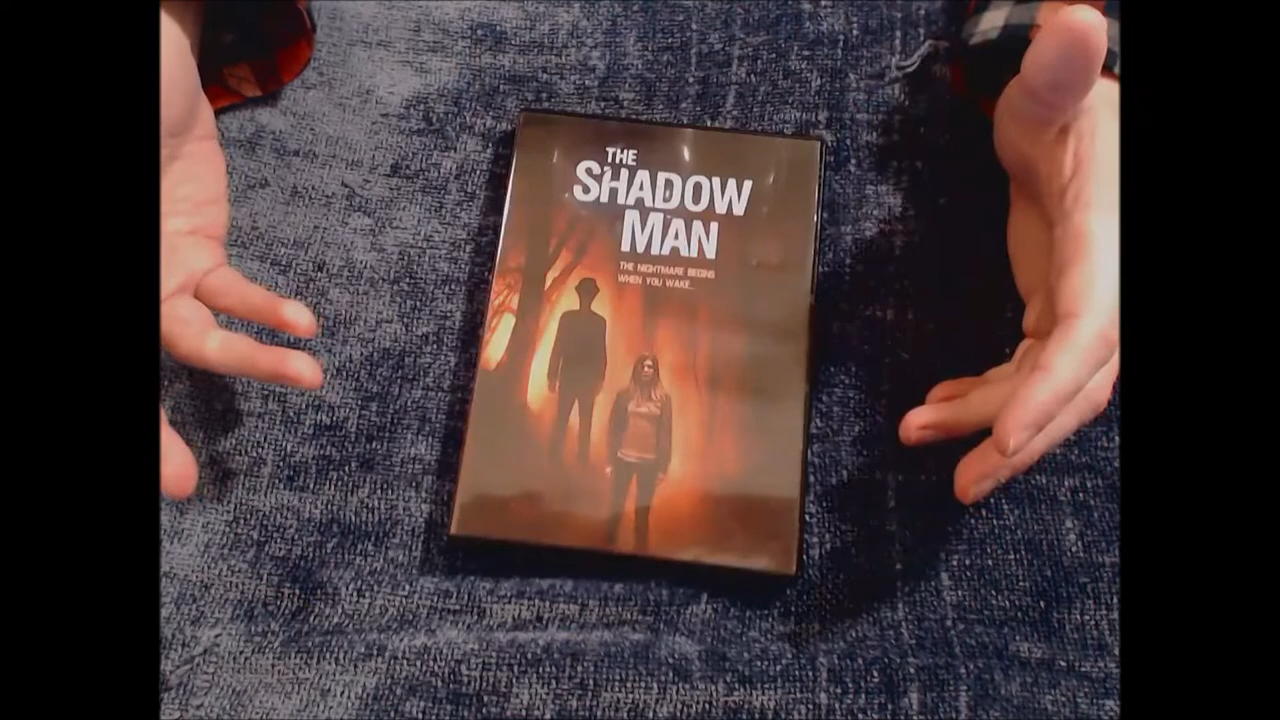 THE
SHADOW
MAN
THE NIGHTMARE BEGINS
WHEN YOU WAKE...